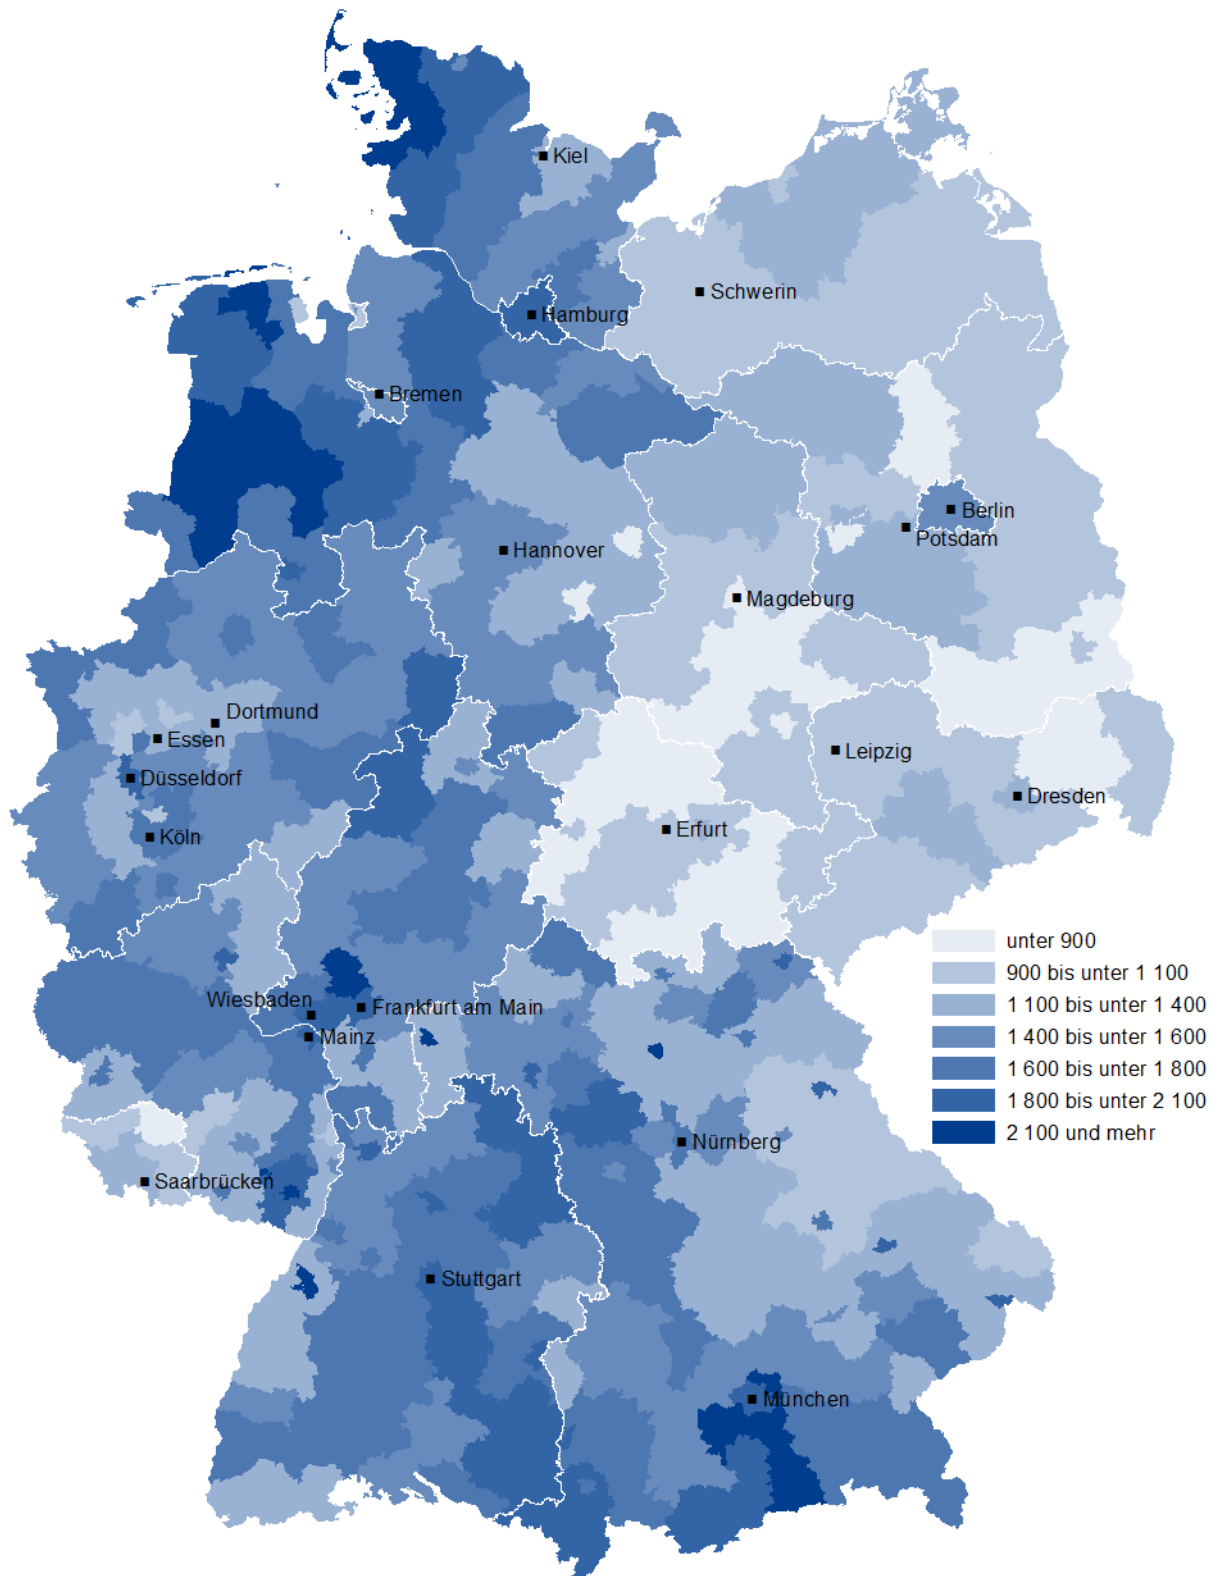 Kiel
Schwerin
Hamburg
Bremen
Berlin
Potsdam
Hannover
Magdeburg
Dortmund
Essen
Leipzig
Düsseldorf
Dresden
Köln
Erfurt
unter 900
900 bis unter 1 100
1 100 bis unter 1 400
1 400 bis unter 1 600
1 600 bis unter 1 800
1 800 bis unter 2 100
2 100 und mehr
Wiesbaden
Frankfurt am Main
Mainz
Nürnberg
Saarbrücken
Stuttgart
München